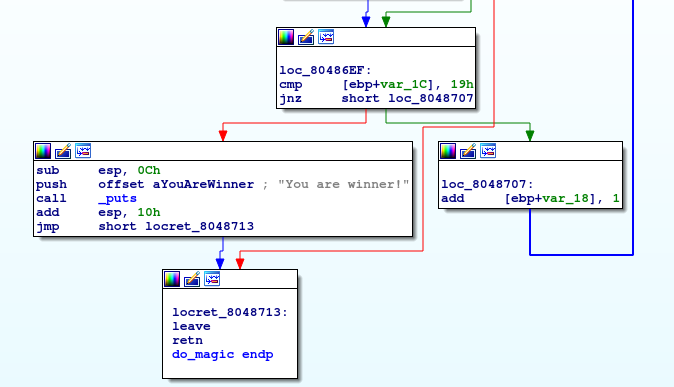 loc_80486EF:
cmp [ebp+var_1C], 19h
jnz short loc_8048707
sub esp, 0Ch
push offset aYouAreWinner ; "You are winner!"
call _puts
add esp, 10h
jmp short locret_8048713
loc_8048707:
add [ebp+var_18], 1
locret_8048713:
leave
retn
do_magic endp